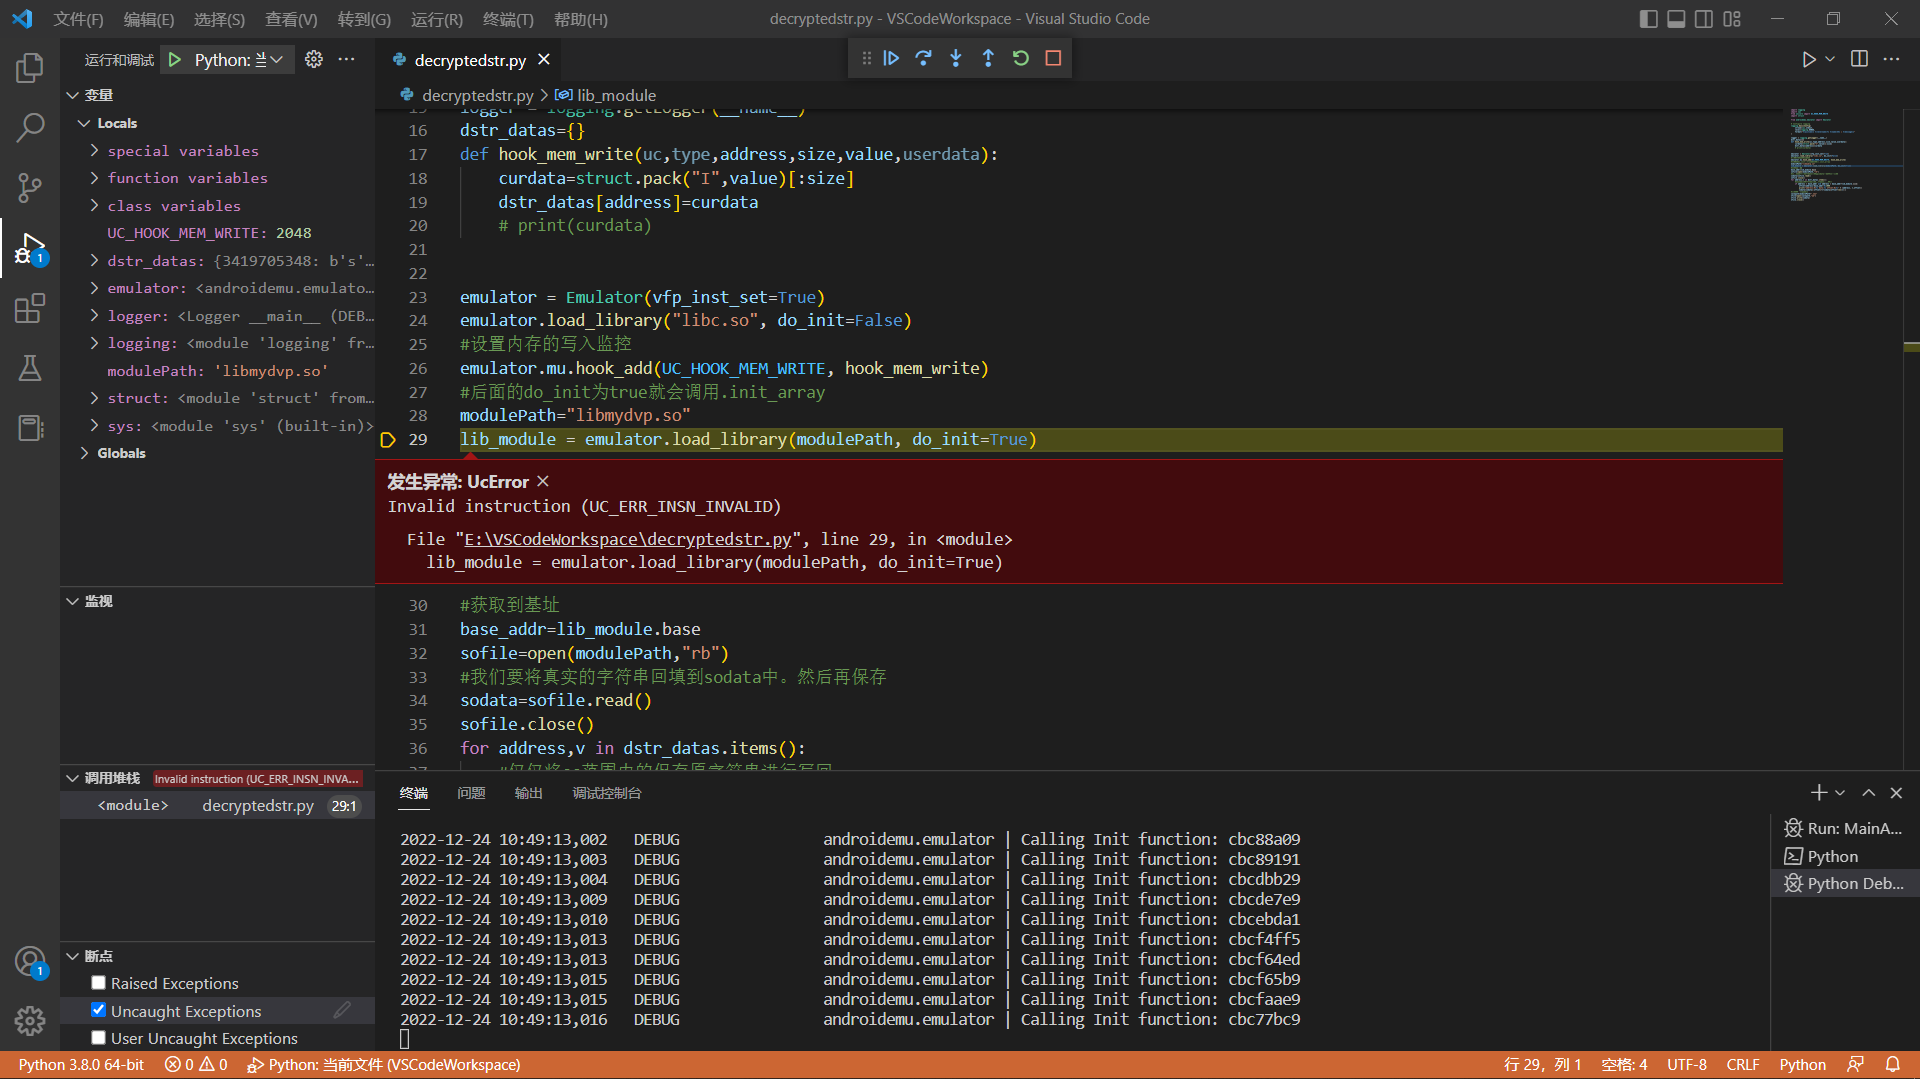 文件(F) 编辑(E) 选择(S) 查看(V) 转到(G) 运行(R) 终端(T) 帮助(H) decryptedstr.py - VSCodeWorkspace - Visual Studio Code
运行和调试 Python: 当
变量
Locals
special variables
function variables
class variables
UC_HOOK_MEM_WRITE: 2048
dstr_datas: {3419705348: b's'…
emulator: <androidemu.emulato…
logger: <Logger __main__ (DEB…
logging: <module 'logging' fr…
modulePath: 'libmydvp.so'
struct: <module 'struct' from…
sys: <module 'sys' (built-in)>
Globals
监视
调用堆栈 Invalid instruction (UC_ERR_INSN_INVA...
<module> decryptedstr.py 29:1
断点
Raised Exceptions
Uncaught Exceptions
User Uncaught Exceptions
1
1
decryptedstr.py
decryptedstr.py > lib_module
15 logger = logging.getLogger(__name__)
16 dstr_datas={}
17 def hook_mem_write(uc,type,address,size,value,userdata):
18 curdata=struct.pack("I",value)[:size]
19 dstr_datas[address]=curdata
20 # print(curdata)
21
22
23 emulator = Emulator(vfp_inst_set=True)
24 emulator.load_library("libc.so", do_init=False)
25 #设置内存的写入监控
26 emulator.mu.hook_add(UC_HOOK_MEM_WRITE, hook_mem_write)
27 #后面的do_init为true就会调用.init_array
28 modulePath="libmydvp.so"
29 lib_module = emulator.load_library(modulePath, do_init=True)
发生异常: UcError
Invalid instruction (UC_ERR_INSN_INVALID)
File "E:\VSCodeWorkspace\decryptedstr.py", line 29, in <module>
lib_module = emulator.load_library(modulePath, do_init=True)
30 #获取到基址
31 base_addr=lib_module.base
32 sofile=open(modulePath,"rb")
33 #我们要将真实的字符串回填到sodata中。然后再保存
34 sodata=sofile.read()
35 sofile.close()
36 for address,v in dstr_datas.items():
终端 问题 输出 调试控制台
2022-12-24 10:49:13,002 DEBUG androidemu.emulator | Calling Init function: cbc88a09
2022-12-24 10:49:13,003 DEBUG androidemu.emulator | Calling Init function: cbc89191
2022-12-24 10:49:13,004 DEBUG androidemu.emulator | Calling Init function: cbcdbb29
2022-12-24 10:49:13,009 DEBUG androidemu.emulator | Calling Init function: cbcde7e9
2022-12-24 10:49:13,010 DEBUG androidemu.emulator | Calling Init function: cbcebda1
2022-12-24 10:49:13,013 DEBUG androidemu.emulator | Calling Init function: cbcf4ff5
2022-12-24 10:49:13,013 DEBUG androidemu.emulator | Calling Init function: cbcf64ed
2022-12-24 10:49:13,015 DEBUG androidemu.emulator | Calling Init function: cbcf65b9
2022-12-24 10:49:13,015 DEBUG androidemu.emulator | Calling Init function: cbcfaae9
2022-12-24 10:49:13,016 DEBUG androidemu.emulator | Calling Init function: cbc77bc9
Run: MainA...
Python
Python Deb...
Python 3.8.0 64-bit 0 0 Python: 当前文件 (VSCodeWorkspace) 行 29，列 1 空格: 4 UTF-8 CRLF Python